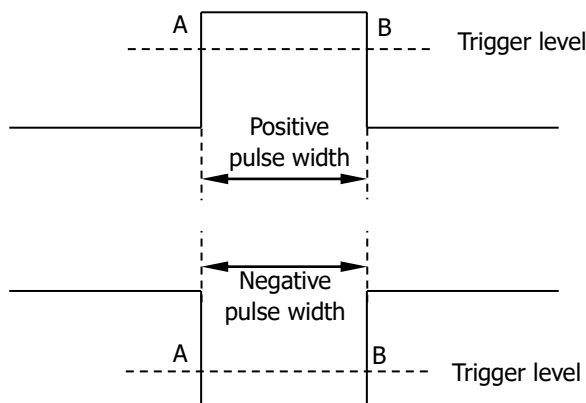 A
B
Trigger level
Positive
pulse width
Negative
pulse width
A
B
Trigger level